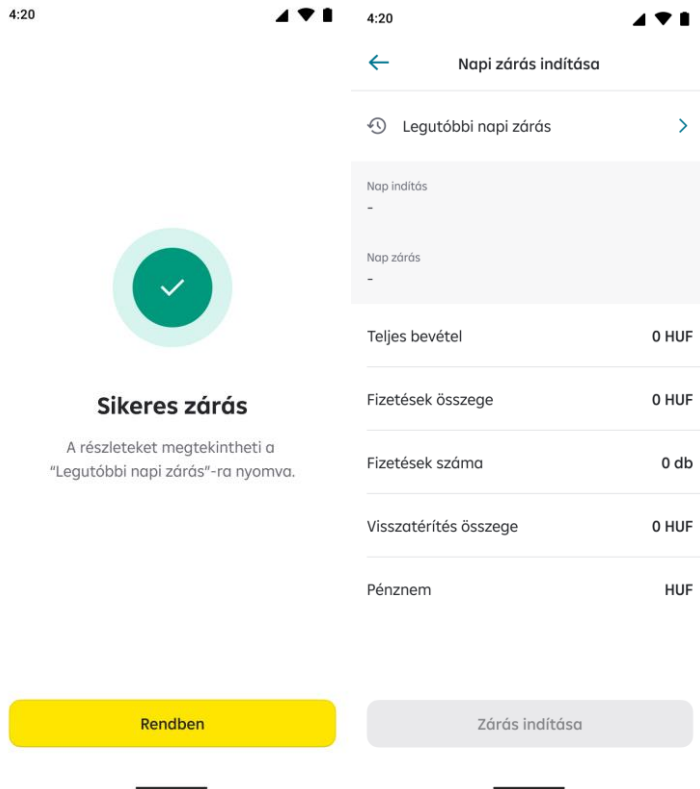 4:20
Sikeres zárás
A részleteket megtekintheti a
“Legutóbbi napi zárás”-ra nyomva.
Rendben
4:20
Napi zárás indítása
Legutóbbi napi zárás
Nap indítás
-
Nap zárás
-
Teljes bevétel 0 HUF
Fizetések összege 0 HUF
Fizetések száma 0 db
Visszatérítés összege 0 HUF
Pénznem HUF
Zárás indítása